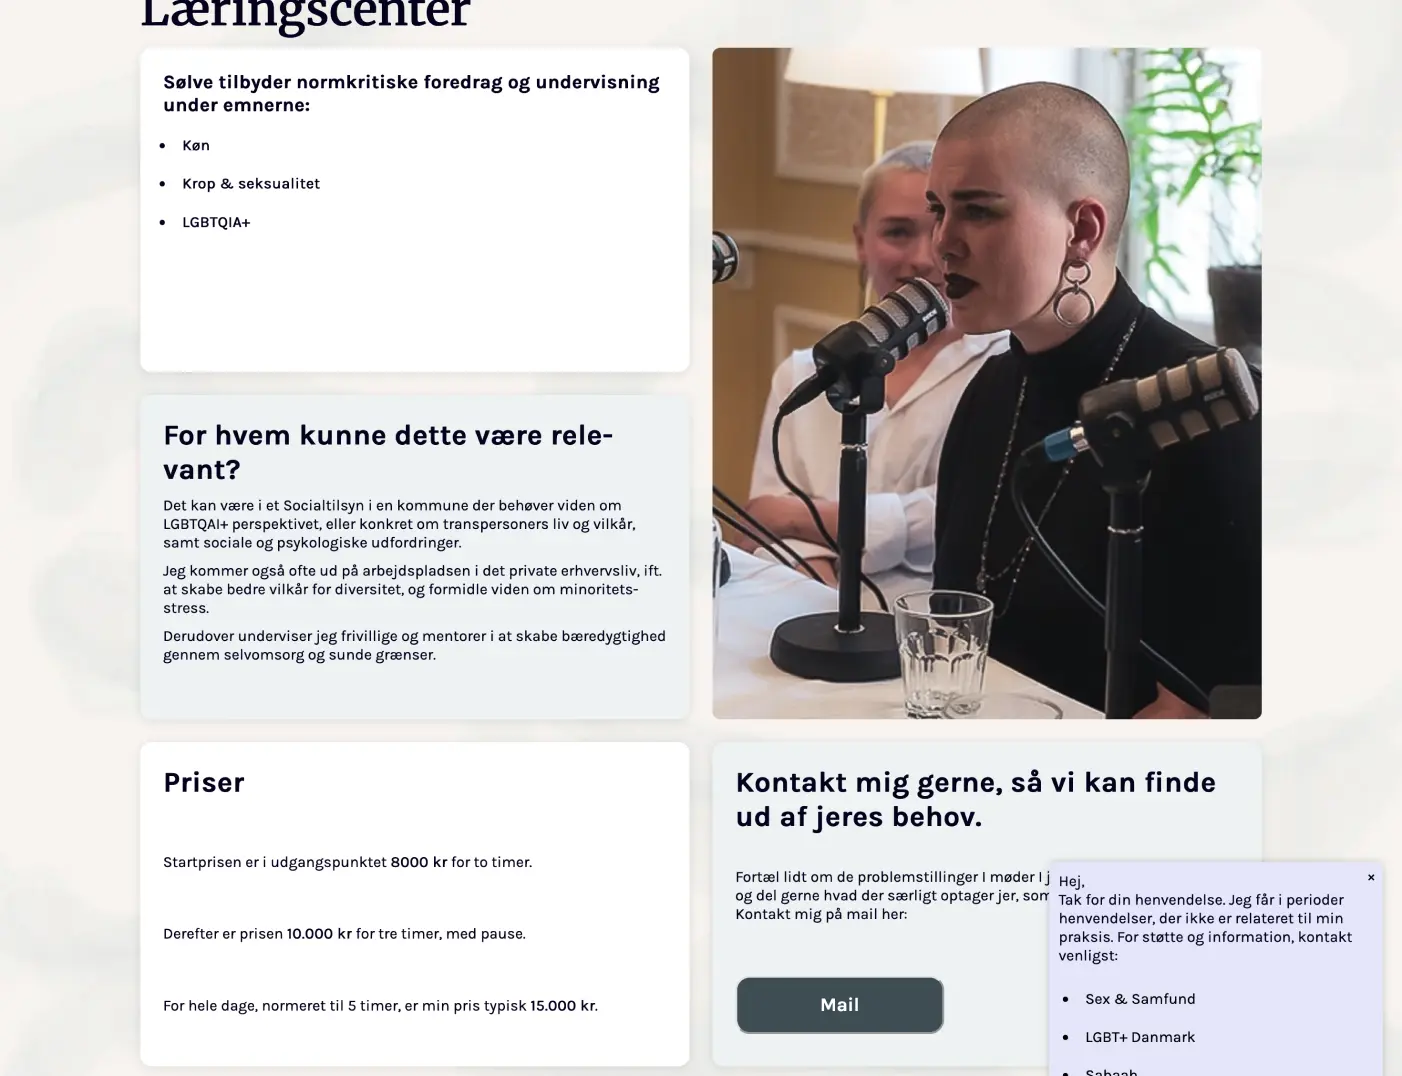 Læringscenter
Sølve tilbyder normkritiske foredrag og undervisning
under emnerne:
• Køn
• Krop & seksualitet
• LGBTQIA+
For hvem kunne dette være rele-
vant?
Det kan være i et Socialtilsyn i en kommune der behøver viden om
LGBTQAI+ perspektivet, eller konkret om transpersoners liv og vilkår,
samt sociale og psykologiske udfordringer.
Jeg kommer også ofte ud på arbejdspladsen i det private erhvervsliv, ift.
at skabe bedre vilkår for diversitet, og formidle viden om minoritets-
stress.
Derudover underviser jeg frivillige og mentorer i at skabe bæredygtighed
gennem selvomsorg og sunde grænser.
Priser
Startprisen er i udgangspunktet 8000 kr for to timer.
Derefter er prisen 10.000 kr for tre timer, med pause.
For hele dage, normeret til 5 timer, er min pris typisk 15.000 kr.
Kontakt mig gerne, så vi kan finde
ud af jeres behov.
Fortæl lidt om de problemstillinger I møder I
og del gerne hvad der særligt optager jer, som
Kontakt mig på mail her:
Mail
×
Hej,
Tak for din henvendelse. Jeg får i perioder
henvendelser, der ikke er relateret til min
praksis. For støtte og information, kontakt
venligst:
• Sex & Samfund
• LGBT+ Danmark
• Sabaah